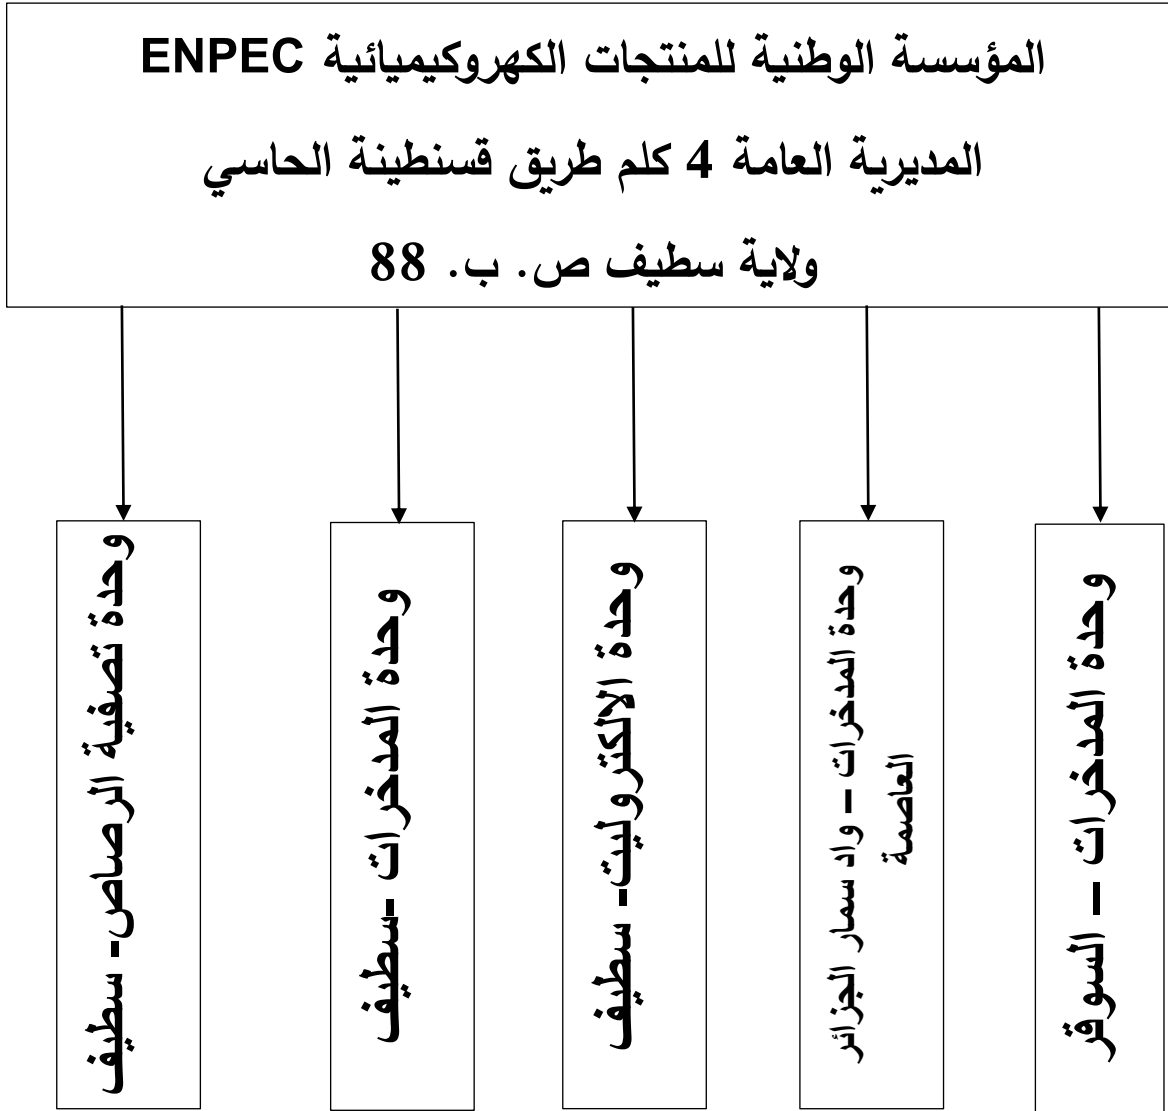 المؤسسة الوطنية للمنتجات الكهروكيميائية ENPEC
المديرية العامة 4 كلم طريق قسنطينة الحاسي
ولاية سطيف ص. ب. 88
وحدة المدخرات – السوقر
وحدة المدخرات – واد سمار الجزائر
العاصمة
وحدة الالكتروليت- سطيف
وحدة المدخرات -سطيف
وحدة تصفية الرصاص- سطيف